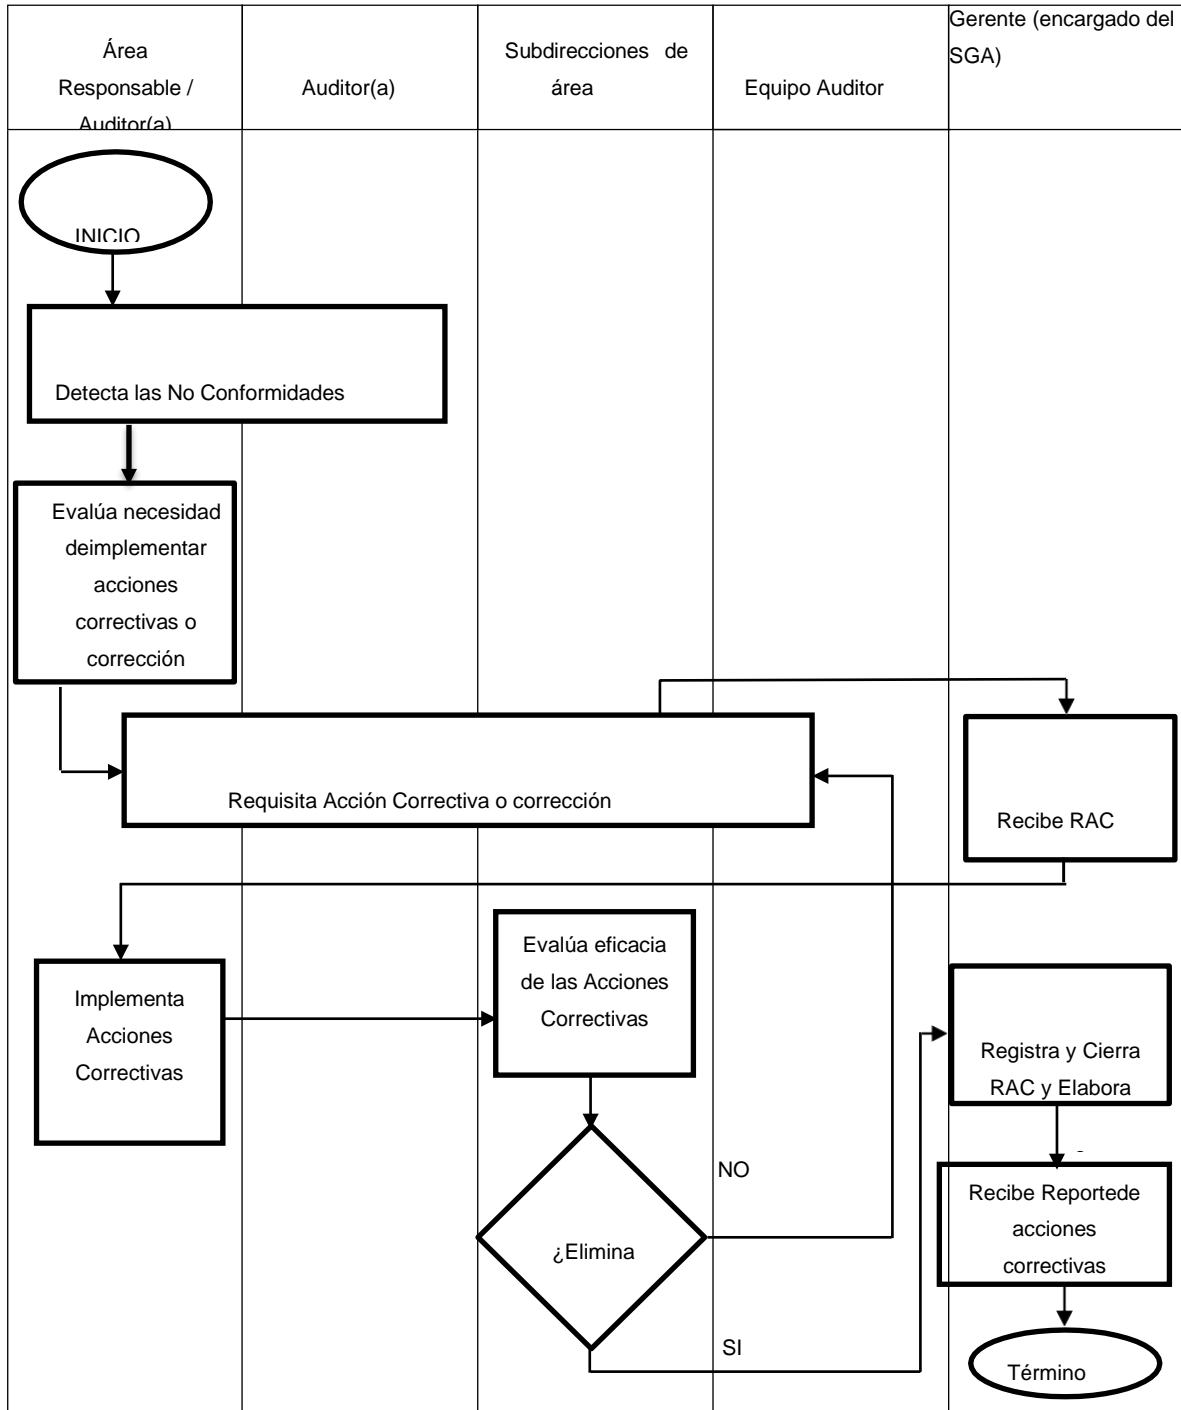 Área
Responsable /
Auditor(a)
Auditor(a)
Subdirecciones de
área
Equipo Auditor
Gerente (encargado del
SGA)
INICIO
Detecta las No Conformidades
Evalúa necesidad
deimplementar
acciones
correctivas o
corrección
Requisita Acción Correctiva o corrección
Recibe RAC
Implementa
Acciones
Correctivas
Evalúa eficacia
de las Acciones
Correctivas
Registra y Cierra
RAC y Elabora
NO
Recibe Reportede
acciones
correctivas
¿Elimina
SI
Término